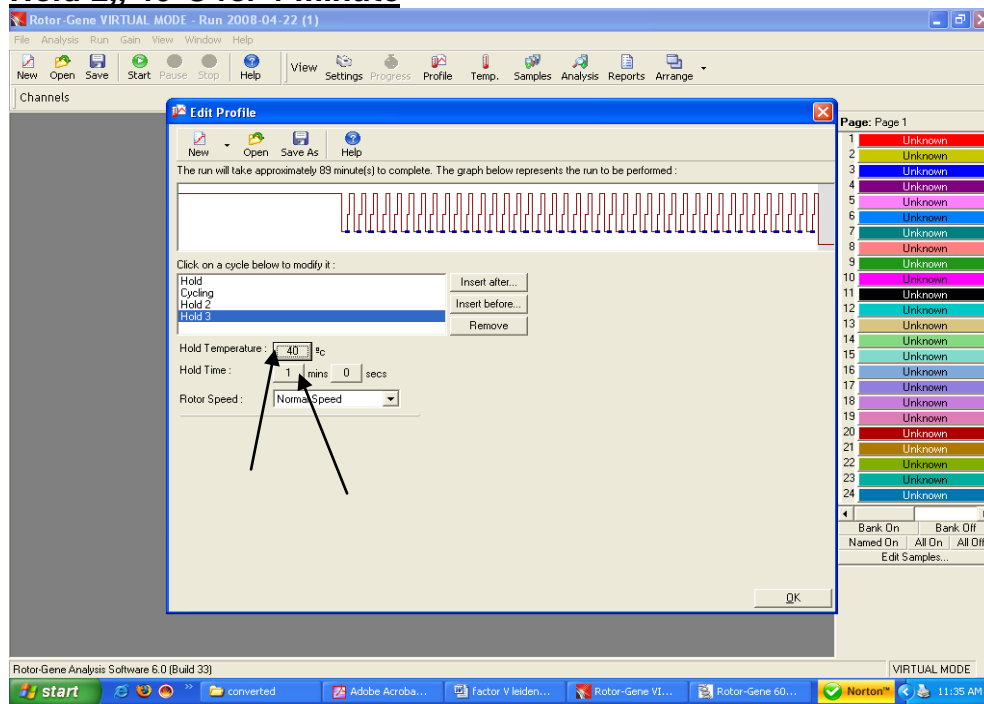 Hold 2,, 40°C for 1 Minute
Rotor-Gene VIRTUAL MODE - Run 2008-04-22 (1)
File Analysis Run Gain View Window Help
New Open Save Start Pause Stop Help View Settings Progress Profile Temp. Samples Analysis Reports Arrange
Channels
Edit Profile
New Open Save As Help
The run will take approximately 89 minute(s) to complete. The graph below represents the run to be performed :
Click on a cycle below to modify it :
Hold
Cycling
Hold 2
Hold 3
Insert after...
Insert before...
Remove
Hold Temperature : 40 ºc
Hold Time : 1 mins 0 secs
Rotor Speed : Normal Speed
OK
Page: Page 1
1 Unknown
2 Unknown
3 Unknown
4 Unknown
5 Unknown
6 Unknown
7 Unknown
8 Unknown
9 Unknown
10 Unknown
11 Unknown
12 Unknown
13 Unknown
14 Unknown
15 Unknown
16 Unknown
17 Unknown
18 Unknown
19 Unknown
20 Unknown
21 Unknown
22 Unknown
23 Unknown
24 Unknown
Bank On Bank Off
Named On All On All Off
Edit Samples...
Rotor-Gene Analysis Software 6.0 (Build 33) VIRTUAL MODE
start converted Adobe Acroba... factor V leiden... Rotor-Gene VI... Rotor-Gene 60... Norton™ 11:35 AM